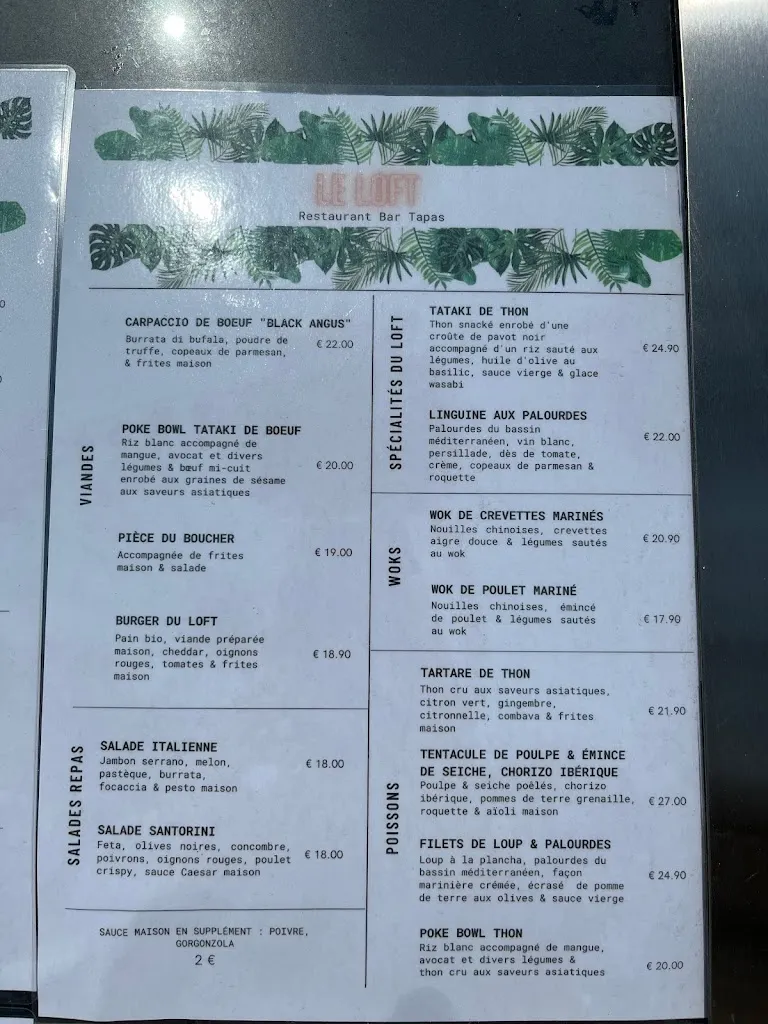 LE LOFT
Restaurant Bar Tapas
VIANDES
CARPACCIO DE BOEUF "BLACK ANGUS"
Burrata di bufala, poudre de
truffe, copeaux de parmesan,
& frites maison
€ 22.00
POKE BOWL TATAKI DE BOEUF
Riz blanc accompagné de
mangue, avocat et divers
légumes & bœuf mi-cuit
enrobé aux graines de sésame
aux saveurs asiatiques
€ 20.00
PIÈCE DU BOUCHER
Accompagnée de frites
maison & salade
€ 19.00
BURGER DU LOFT
Pain bio, viande préparée
maison, cheddar, oignons
rouges, tomates & frites
maison
€ 18.90
SALADES REPAS
SALADE ITALIENNE
Jambon serrano, melon,
pastèque, burrata,
focaccia & pesto maison
€ 18.00
SALADE SANTORINI
Feta, olives noires, concombre,
poivrons, oignons rouges, poulet
crispy, sauce Caesar maison
€ 18.00
SAUCE MAISON EN SUPPLÉMENT : POIVRE,
GORGONZOLA
2 €
SPÉCIALITÉS DU LOFT
TATAKI DE THON
Thon snacké enrobé d'une
croûte de pavot noir
accompagné d'un riz sauté aux
légumes, huile d'olive au
basilic, sauce vierge & glace
wasabi
€ 24.90
LINGUINE AUX PALOURDES
Palourdes du bassin
méditerranéen, vin blanc,
persillade, dès de tomate,
crème, copeaux de parmesan &
roquette
€ 22.00
WOKS
WOK DE CREVETTES MARINÉS
Nouilles chinoises, crevettes
aigre douce & légumes sautés
au wok
€ 20.90
WOK DE POULET MARINÉ
Nouilles chinoises, émincé
de poulet & légumes sautés
au wok
€ 17.90
POISSONS
TARTARE DE THON
Thon cru aux saveurs asiatiques,
citron vert, gingembre,
citronnelle, combava & frites
maison
€ 21.90
TENTACULE DE POULPE & ÉMINCE
DE SEICHE, CHORIZO IBÉRIQUE
Poulpe & seiche poêlés, chorizo
ibérique, pommes de terre grenaille,
roquette & aïoli maison
€ 27.00
FILETS DE LOUP & PALOURDES
Loup à la plancha, palourdes du
bassin méditerranéen, façon
marinière crémée, écrasé de pomme
de terre aux olives & sauce vierge
€ 24.90
POKE BOWL THON
Riz blanc accompagné de mangue,
avocat et divers légumes &
thon cru aux saveurs asiatiques
€ 20.00